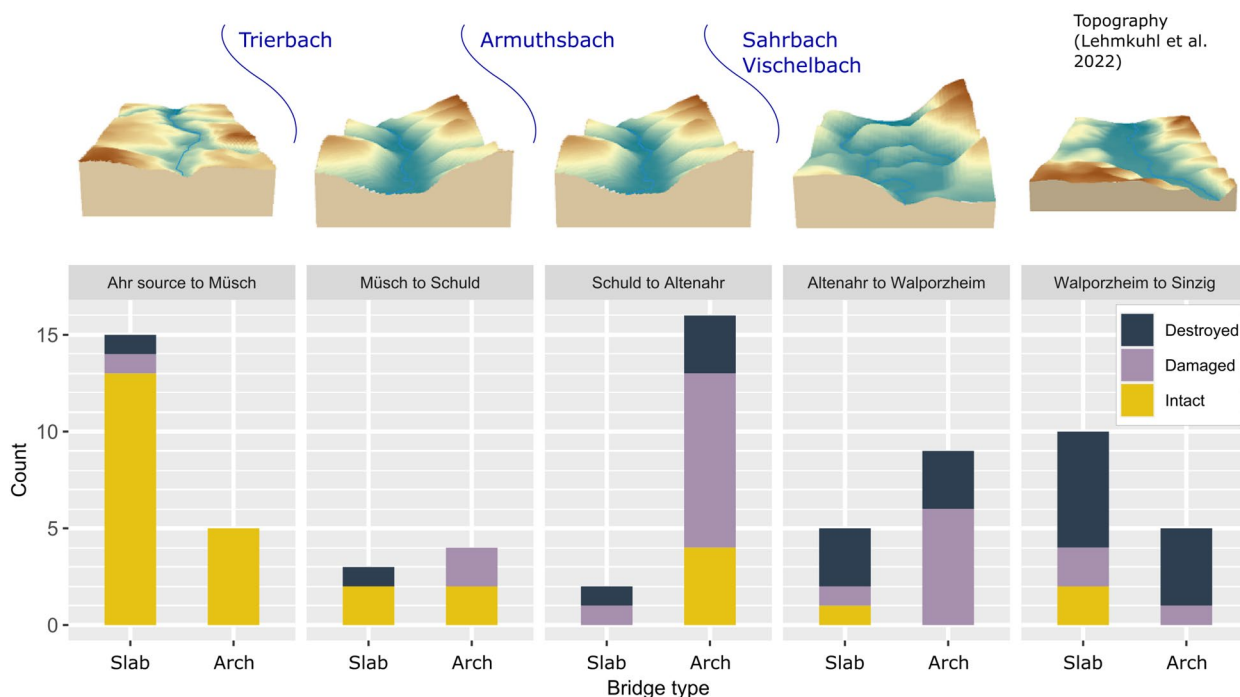 Trierbach
Armuthsbach
Sahrbach
Vischelbach
Topography
(Lehmkuhl et al.
2022)
Ahr source to Müsch
Müsch to Schuld
Schuld to Altenahr
Altenahr to Walporzheim
Walporzheim to Sinzig
Destroyed
Damaged
Intact
15
10
5
0
Count
Slab
Arch
Slab
Arch
Slab
Arch
Slab
Arch
Slab
Arch
Bridge type